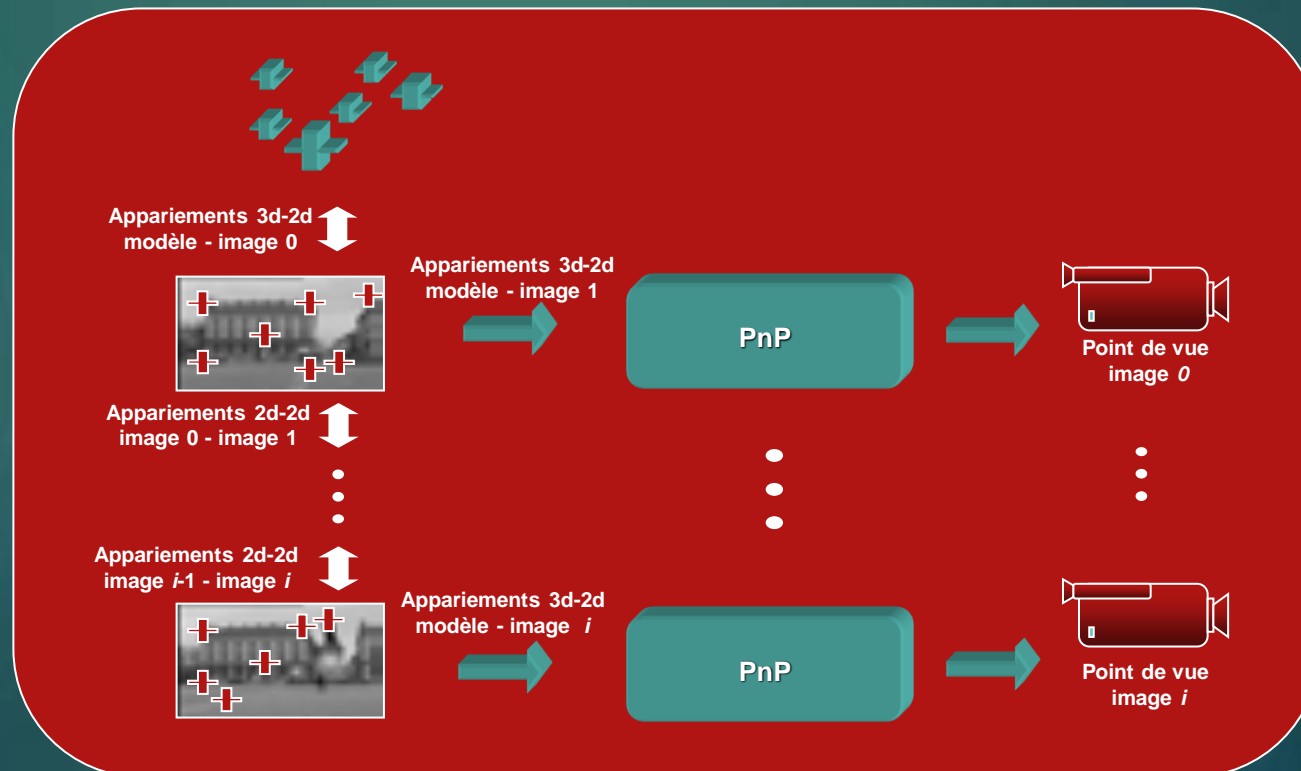 Appariements 3d-2d
modèle - image 0
Appariements 3d-2d
modèle - image 1
PnP
Point de vue
image 0
Appariements 2d-2d
image 0 - image 1
Appariements 2d-2d
image i-1 - image i
Appariements 3d-2d
modèle - image i
PnP
Point de vue
image i